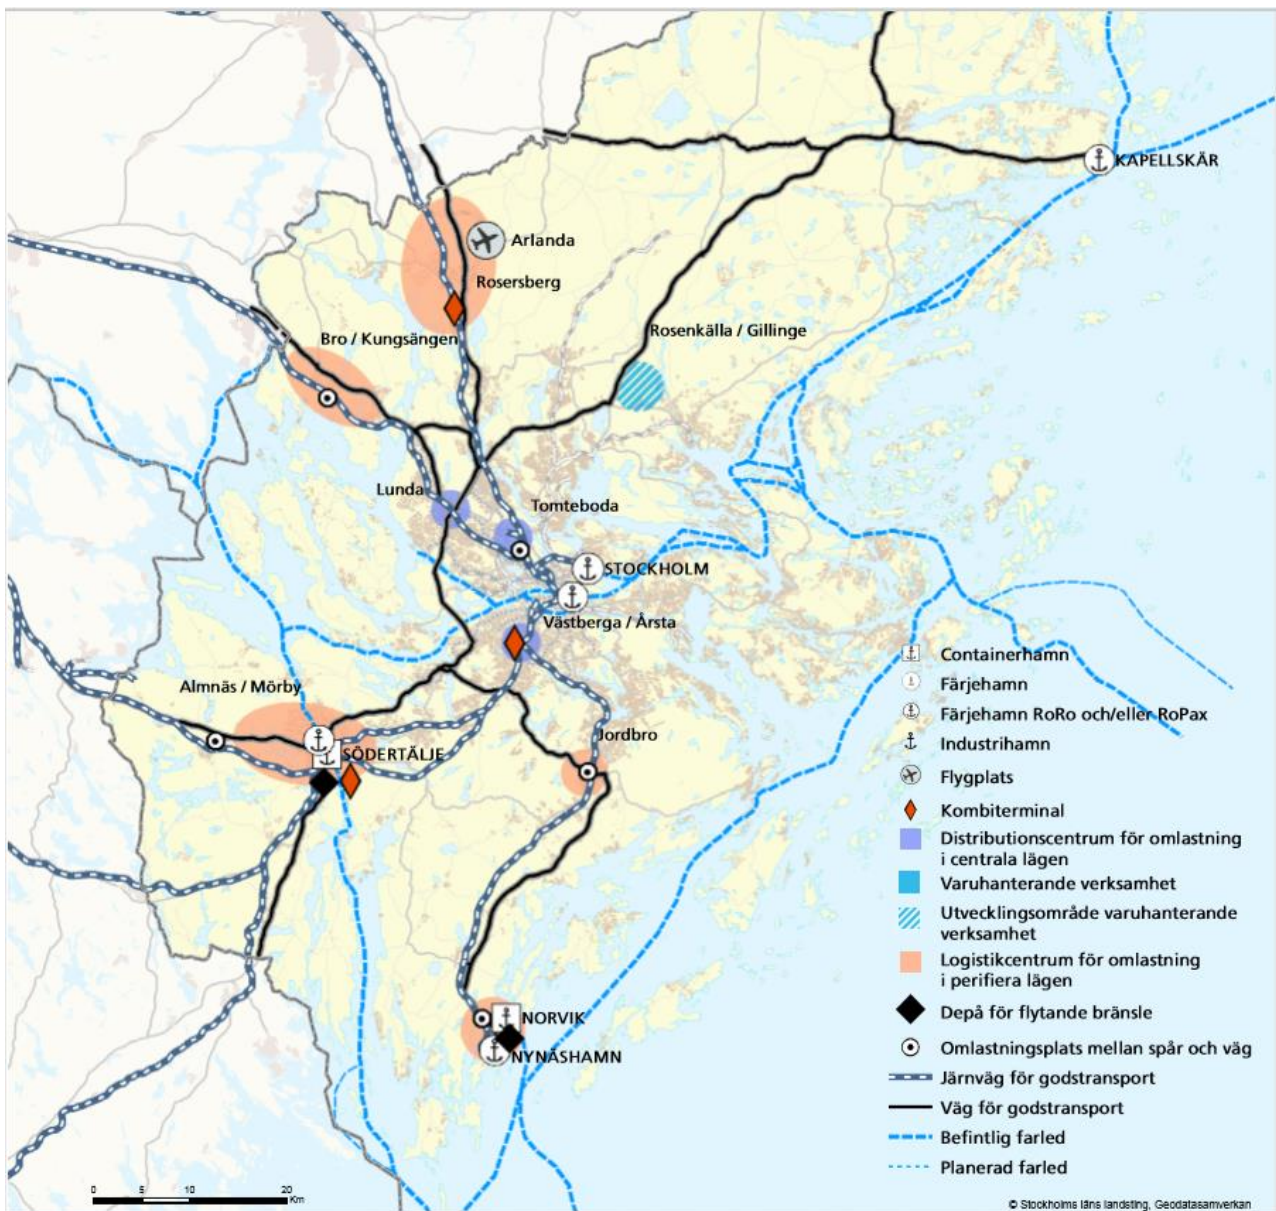 KAPELLSKÄR
Arlanda
Rosersberg
Rosenkälla / Gillinge
Bro / Kungsängen
Lunda
Tomteboda
STOCKHOLM
Västberga / Årsta
Almnäs / Mörby
Jordbro
SÖDERTÄLJE
NORVIK
NYNÄSHAMN
Containerhamn
Färjehamn
Färjehamn RoRo och/eller RoPax
Industrihamn
Flygplats
Kombiterminal
Distributionscentrum för omlastning
i centrala lägen
Varuhanterande verksamhet
Utvecklingsområde varuhanterande
verksamhet
Logistikcentrum för omlastning
i perifiera lägen
Depå för flytande bränsle
Omlastningsplats mellan spår och väg
Järnväg för godstransport
Väg för godstransport
Befintlig farled
Planerad farled
0 5 10 20
Km
© Stockholms läns landsting, Geodatasamverkan